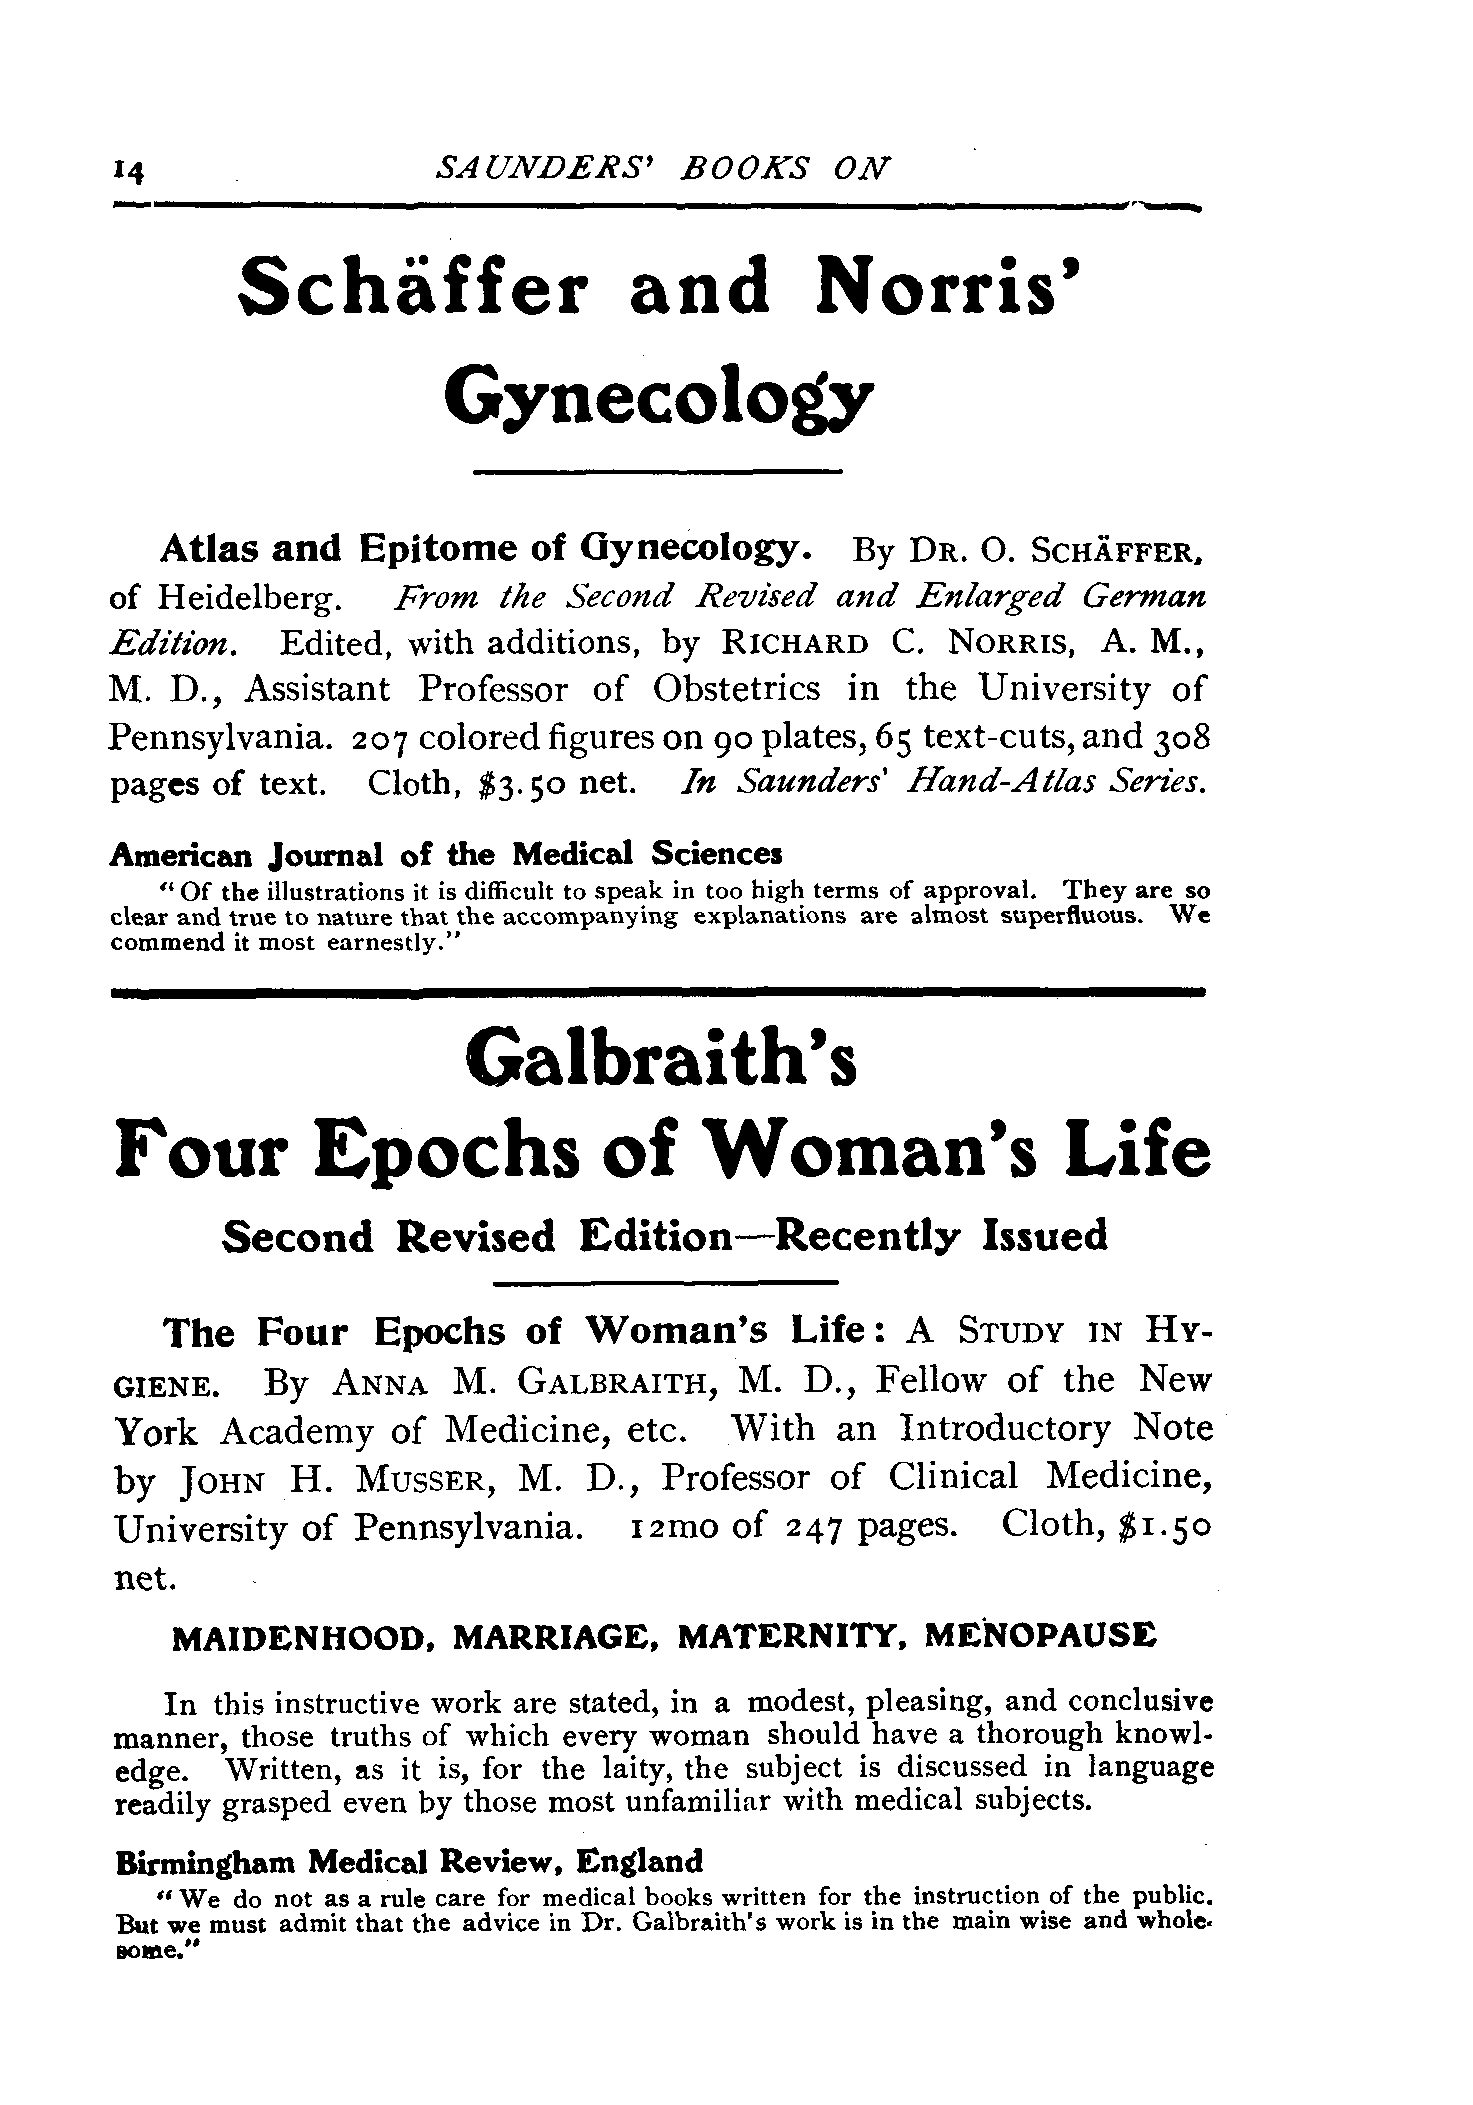 14 SAUNDERS' BOOKS ON
Schäffer and Norris'
Gynecology
Atlas and Epitome of Gynecology. By DR. O. SCHÄFFER,
of Heidelberg. From the Second Revised and Enlarged German
Edition. Edited, with additions, by RICHARD C. NORRIS, A. M.,
M. D., Assistant Professor of Obstetrics in the University of
Pennsylvania. 207 colored figures on 90 plates, 65 text-cuts, and 308
pages of text. Cloth, $3.50 net. In Saunders' Hand-Atlas Series.
American Journal of the Medical Sciences
"Of the illustrations it is difficult to speak in too high terms of approval. They are so
clear and true to nature that the accompanying explanations are almost superfluous. We
commend it most earnestly."
Galbraith's
Four Epochs of Woman's Life
Second Revised Edition—Recently Issued
The Four Epochs of Woman's Life: A STUDY IN HY-
GIENE. By ANNA M. GALBRAITH, M. D., Fellow of the New
York Academy of Medicine, etc. With an Introductory Note
by JOHN H. MUSSER, M. D., Professor of Clinical Medicine,
University of Pennsylvania. 12mo of 247 pages. Cloth, $1.50
net.
MAIDENHOOD, MARRIAGE, MATERNITY, MENOPAUSE
In this instructive work are stated, in a modest, pleasing, and conclusive
manner, those truths of which every woman should have a thorough knowl-
edge. Written, as it is, for the laity, the subject is discussed in language
readily grasped even by those most unfamiliar with medical subjects.
Birmingham Medical Review, England
"We do not as a rule care for medical books written for the instruction of the public.
But we must admit that the advice in Dr. Galbraith's work is in the main wise and whole-
some."